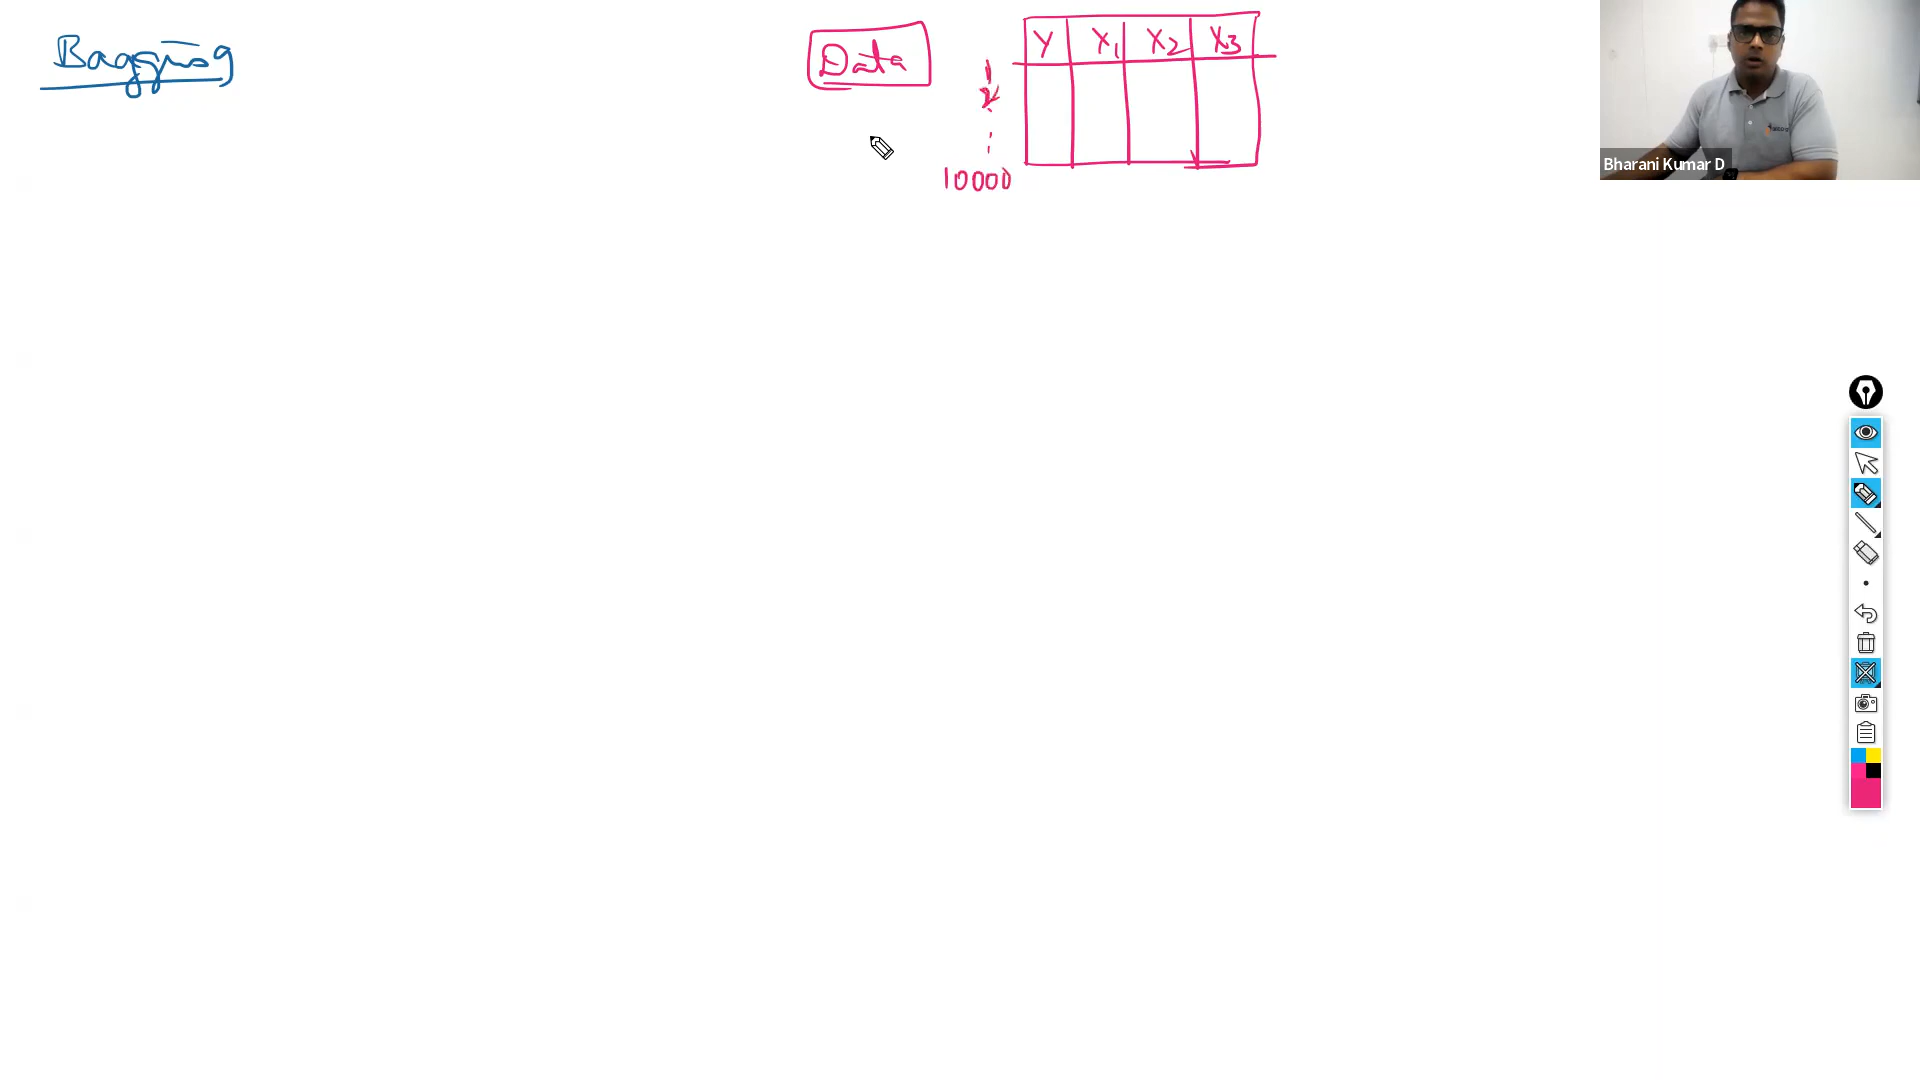 Bagging
Data
Y X1 X2 X3
1
2
:
10000
Bharani Kumar D